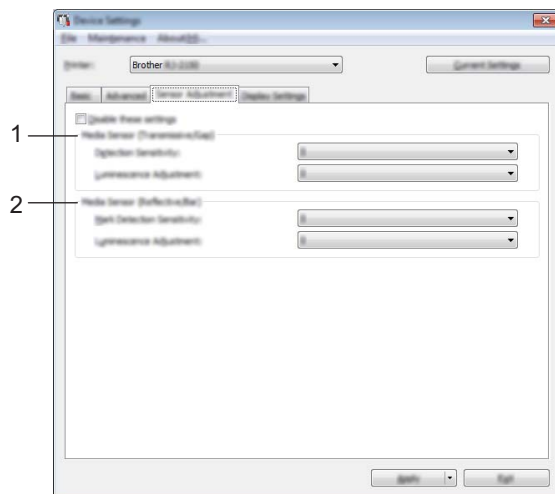 Device Settings
File Maintenance About
Printer: Brother RJ-2150 Current Settings
Basic Advanced Sensor Adjustment Display Settings
Disable these settings
1 Media Sensor (Transmissive/Gap)
Detection Sensitivity:
Luminescence Adjustment:
2 Media Sensor (Reflective/Bar)
Mark Detection Sensitivity:
Luminescence Adjustment:
Apply Exit